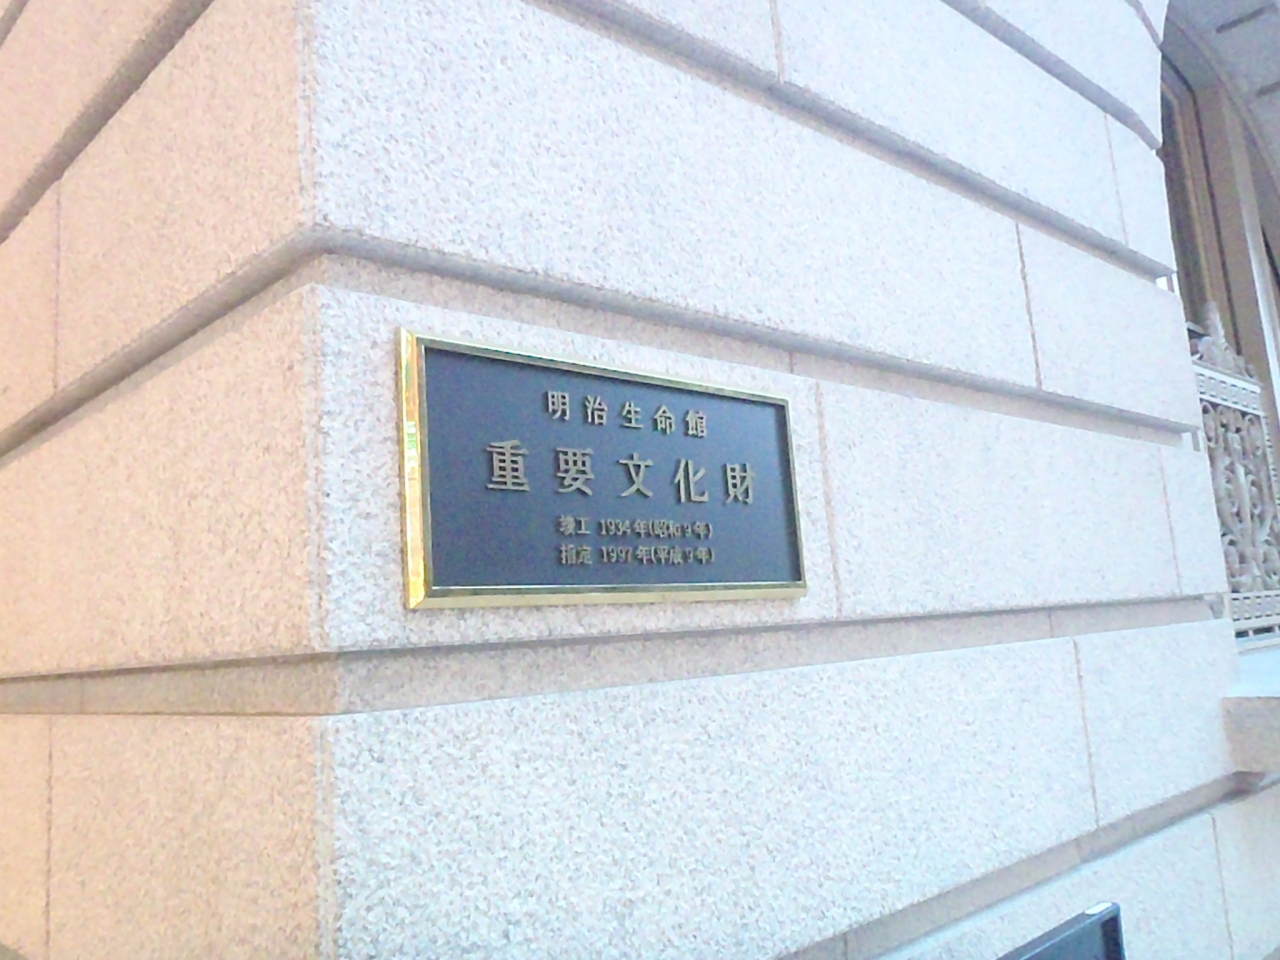 明治生命館
重要文化財
竣工 1934年(昭和9年)
指定 1997年(平成9年)